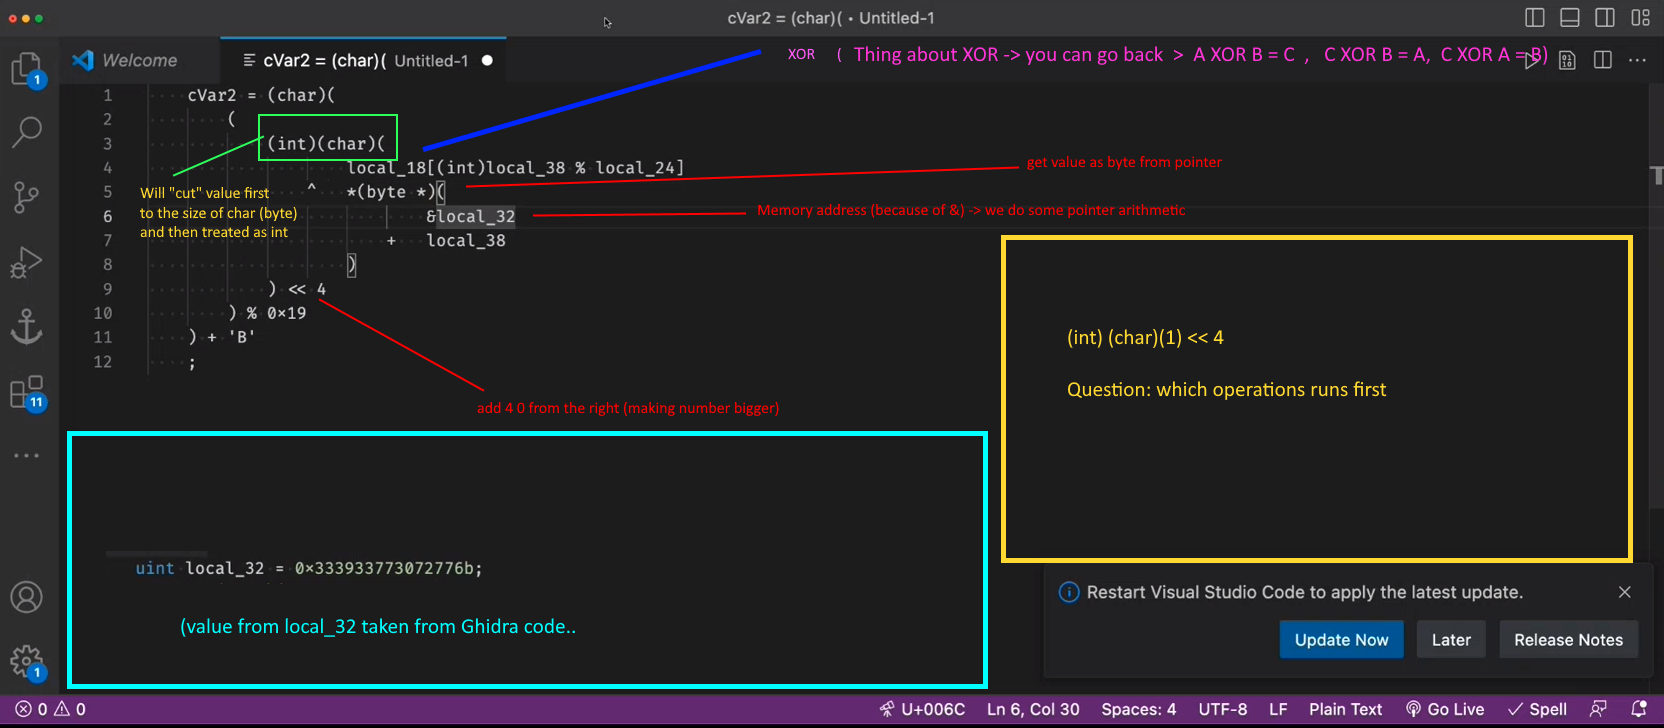 cVar2 = (char)( • Untitled-1
Welcome
cVar2 = (char)( Untitled-1
XOR ( Thing about XOR -> you can go back > A XOR B = C , C XOR B = A, C XOR A = B)
1 cVar2 = (char)(
2 (
3 (int)(char)(
4 local_18[(int)local_38 % local_24]
5 ^ *(byte *)(
6 &local_32
7 + local_38
8 )
9 ) << 4
10 ) % 0×19
11 ) + 'B'
12 ;
get value as byte from pointer
Will "cut" value first
to the size of char (byte)
and then treated as int
Memory address (because of &) -> we do some pointer arithmetic
add 4 0 from the right (making number bigger)
(int) (char)(1) << 4
Question: which operations runs first
uint local_32 = 0×333933773072776b;
(value from local_32 taken from Ghidra code..
Restart Visual Studio Code to apply the latest update.
Update Now
Later
Release Notes
1
11
1
0 0
U+006C
Ln 6, Col 30
Spaces: 4
UTF-8
LF
Plain Text
Go Live
Spell